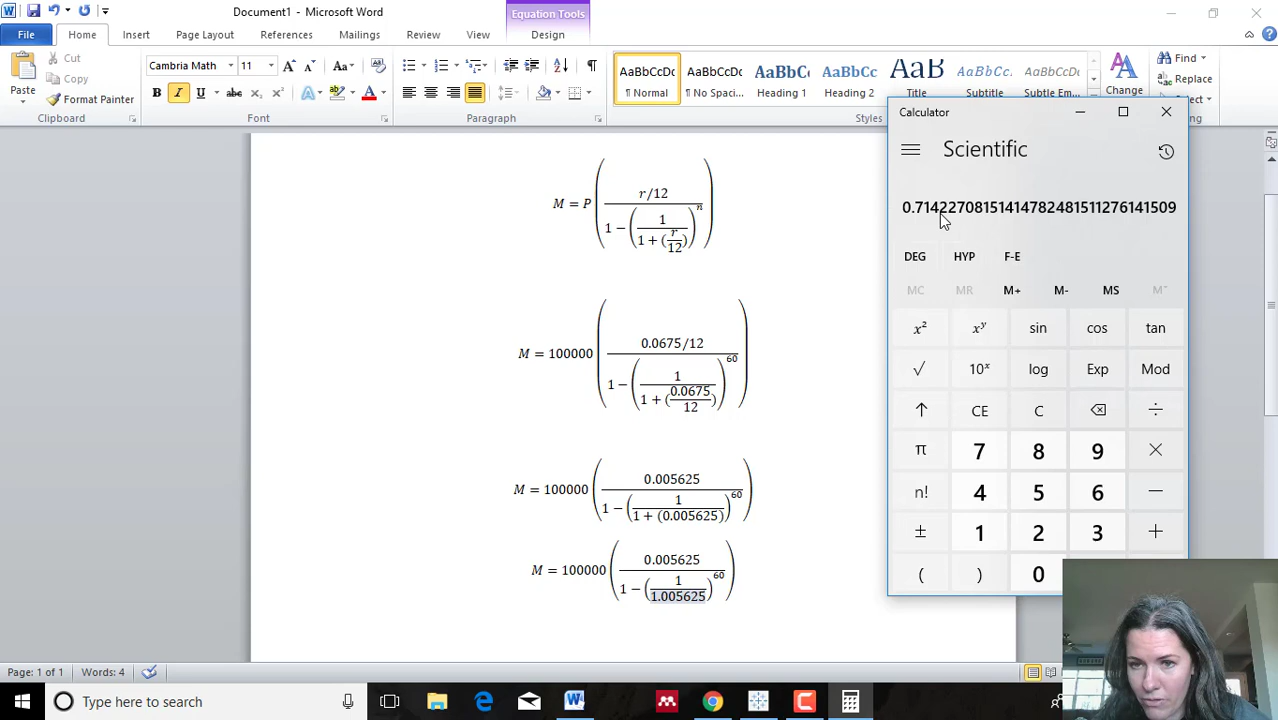 Document1 - Microsoft Word
Equation Tools
File Home Insert Page Layout References Mailings Review View Design
Cut
Copy
Format Painter
Paste
Clipboard
Cambria Math 11
Font
Paragraph
AaBbCcDc AaBbCcDc AaBbCc AaBbCc AaB AaBbCcDc AaBbCcDc
¶ Normal ¶ No Spaci... Heading 1 Heading 2 Title Subtitle Subtle Em...
Styles
Change
Find
Replace
M = P ( (r/12) / (1 − (1 / (1 + (r/12)))^n) )
M = 100000 ( (0.0675/12) / (1 − (1 / (1 + (0.0675/12)))^60) )
M = 100000 ( 0.005625 / (1 − (1 / (1 + (0.005625)))^60) )
M = 100000 ( 0.005625 / (1 − (1 / 1.005625)^60) )
Calculator
Scientific
0.71422708151414782481511276141509
DEG HYP F-E
MC MR M+ M- MS M˅
x² xʸ sin cos tan
√ 10ˣ log Exp Mod
↑ CE C ⌫ ÷
π 7 8 9 ×
n! 4 5 6 −
± 1 2 3 +
( ) 0
Page: 1 of 1 Words: 4
Type here to search